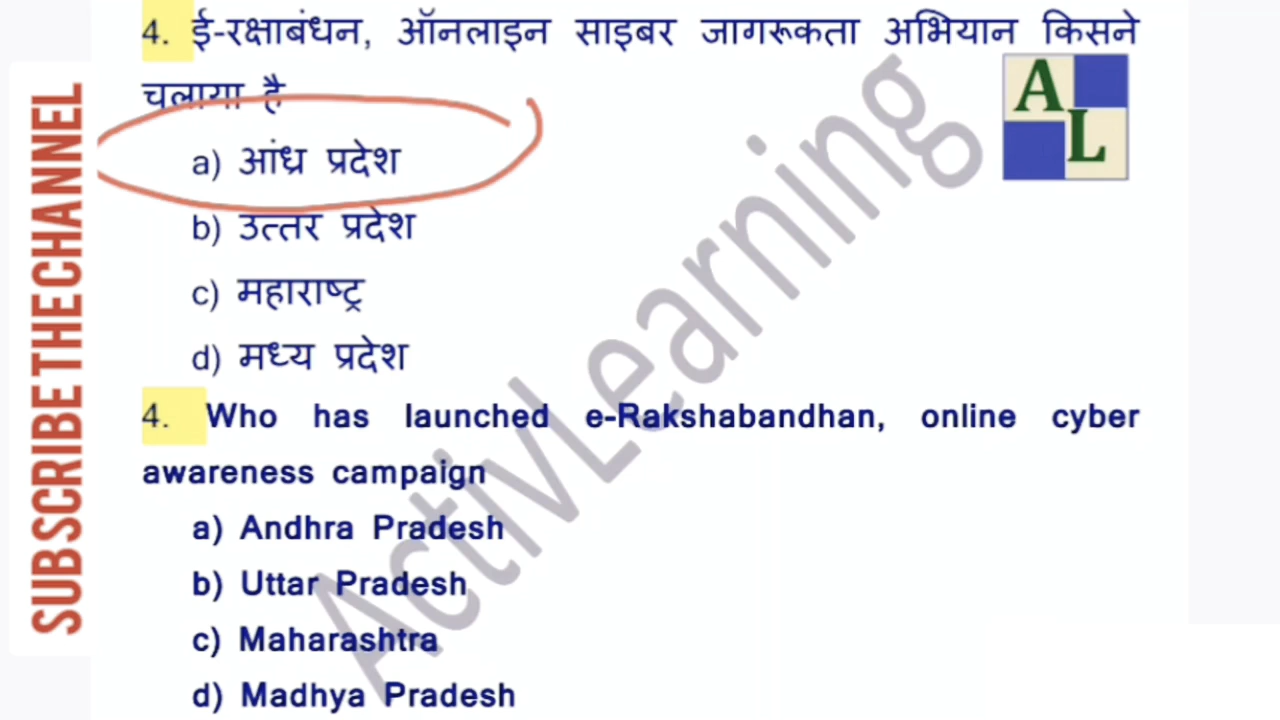 SUBSCRIBE THE CHANNEL
4. ई-रक्षाबंधन, ऑनलाइन साइबर जागरूकता अभियान किसने
चलाया है
a) आंध्र प्रदेश
b) उत्तर प्रदेश
c) महाराष्ट्र
d) मध्य प्रदेश
4. Who has launched e-Rakshabandhan, online cyber
awareness campaign
a) Andhra Pradesh
b) Uttar Pradesh
c) Maharashtra
d) Madhya Pradesh
ActivLearning
A
L